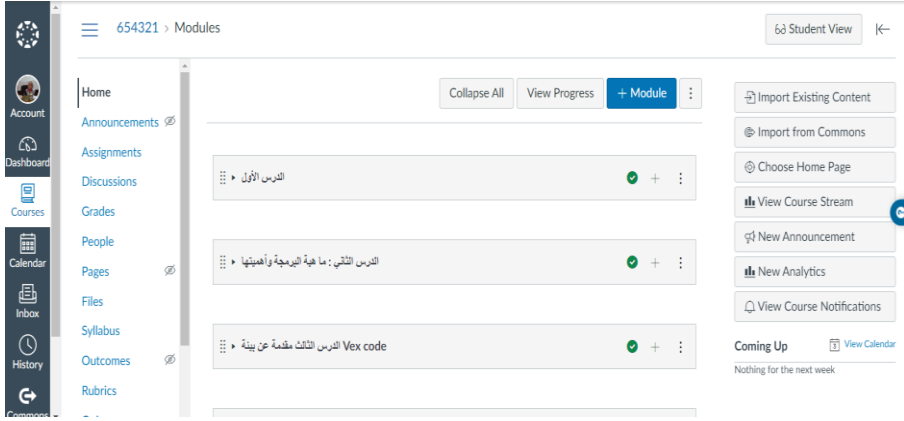 654321 › Modules
Student View
Account
Dashboard
Courses
Calendar
Inbox
History
Commons
Home
Announcements
Assignments
Discussions
Grades
People
Pages
Files
Syllabus
Outcomes
Rubrics
Collapse All
View Progress
+ Module
الدرس الأول
الدرس الثاني : ما هية البرمجة وأهميتها
الدرس الثالث مقدمة عن بيئة Vex code
Import Existing Content
Import from Commons
Choose Home Page
View Course Stream
New Announcement
New Analytics
View Course Notifications
Coming Up
View Calendar
Nothing for the next week